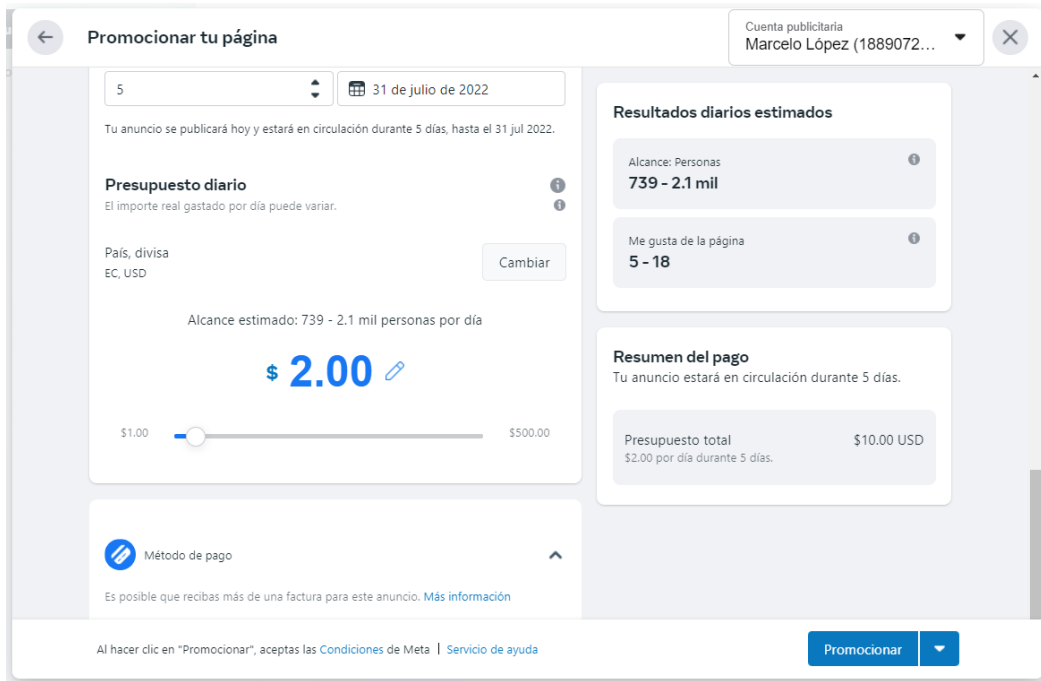 Promocionar tu página
Cuenta publicitaria
Marcelo López (1889072...
5
31 de julio de 2022
Tu anuncio se publicará hoy y estará en circulación durante 5 días, hasta el 31 jul 2022.
Presupuesto diario
El importe real gastado por día puede variar.
País, divisa
EC, USD
Cambiar
Alcance estimado: 739 - 2.1 mil personas por día
$ 2.00
$1.00
$500.00
Método de pago
Es posible que recibas más de una factura para este anuncio. Más información
Resultados diarios estimados
Alcance: Personas
739 - 2.1 mil
Me gusta de la página
5 - 18
Resumen del pago
Tu anuncio estará en circulación durante 5 días.
Presupuesto total
$10.00 USD
$2.00 por día durante 5 días.
Al hacer clic en "Promocionar", aceptas las Condiciones de Meta | Servicio de ayuda
Promocionar